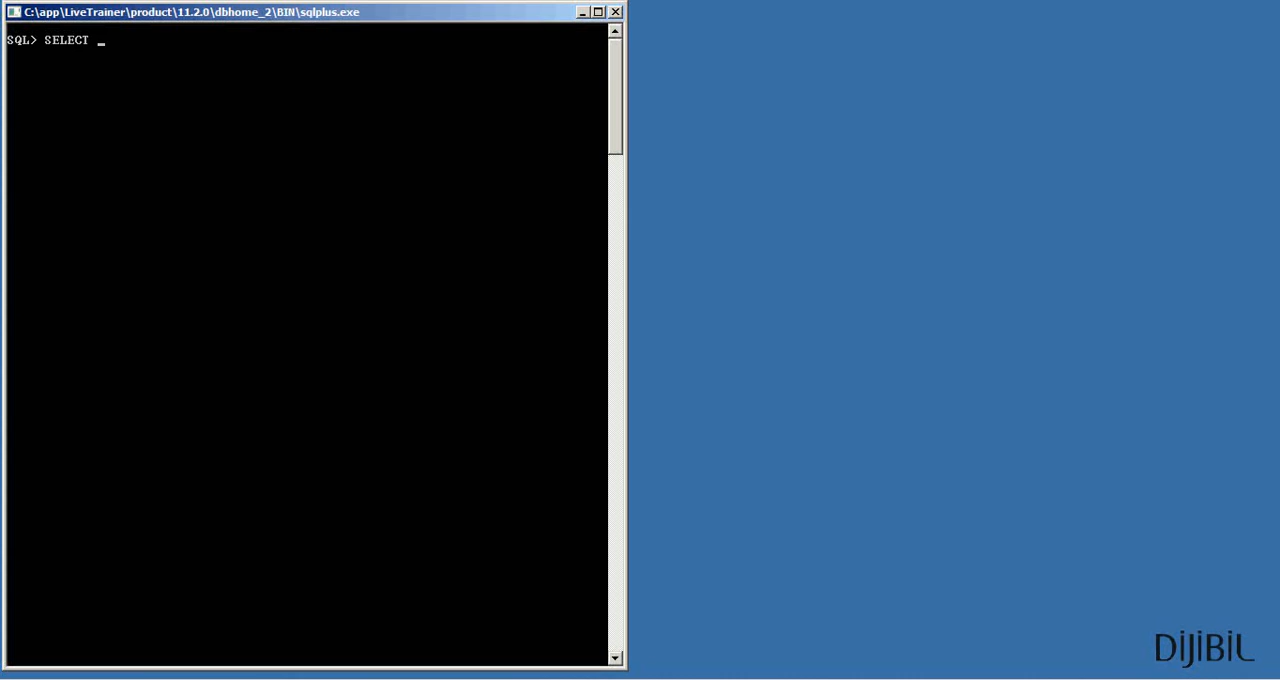 C:\app\LiveTrainer\product\11.2.0\dbhome_2\BIN\sqlplus.exe
SQL> SELECT _
DIJIBIL